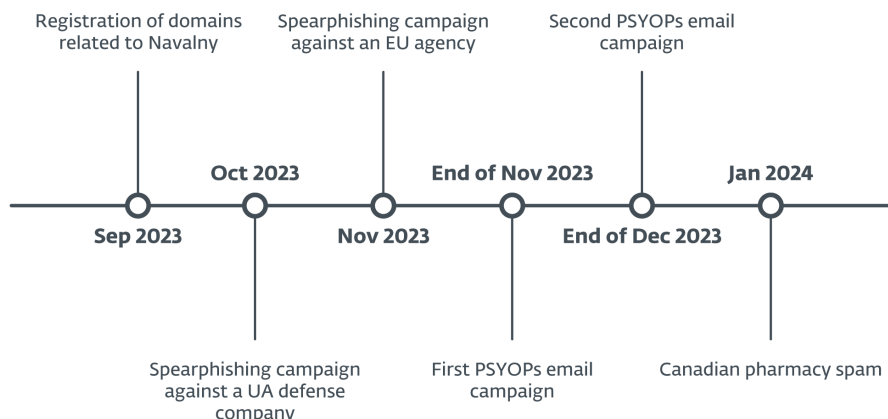 Registration of domains
related to Navalny
Spearphishing campaign
against an EU agency
Second PSYOPs email
campaign
Oct 2023
End of Nov 2023
Jan 2024
Sep 2023
Nov 2023
End of Dec 2023
Spearphishing campaign
against a UA defense
company
First PSYOPs email
campaign
Canadian pharmacy spam